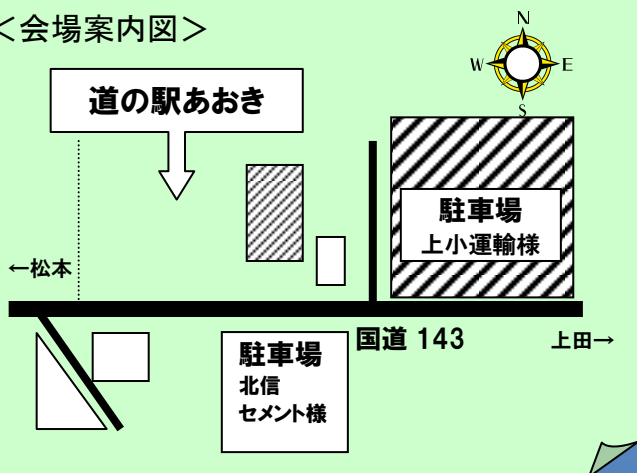 ＜会場案内図＞
N
W
E
S
道の駅あおき
駐車場
上小運輸様
←松本
国道 143
上田→
駐車場
北信
セメント様